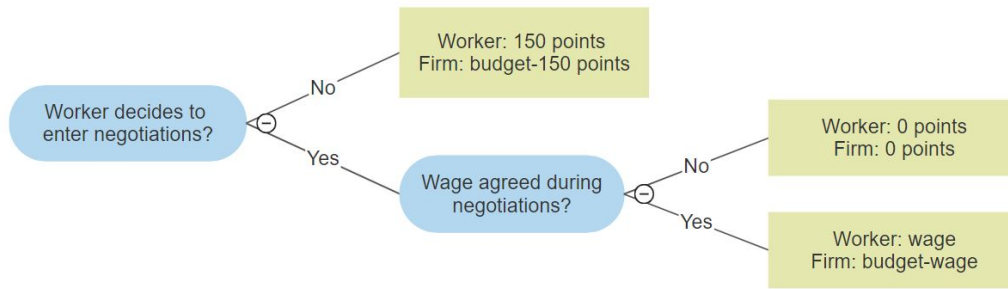 Worker: 150 points
Firm: budget-150 points
No
Worker decides to
enter negotiations?
Yes
Worker: 0 points
Firm: 0 points
No
Wage agreed during
negotiations?
Yes
Worker: wage
Firm: budget-wage